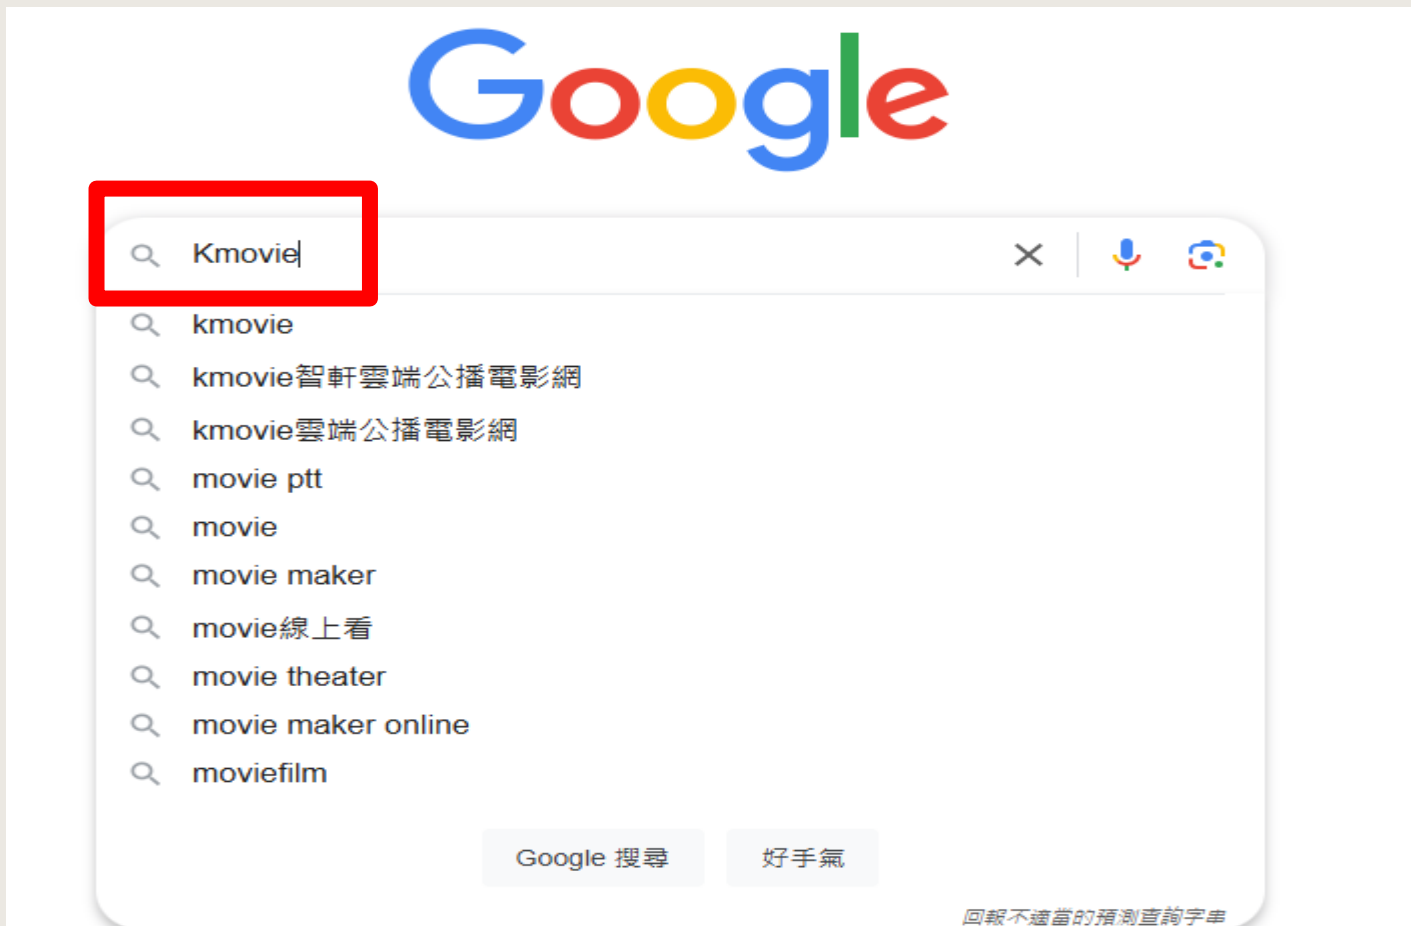 Google
Kmovie
kmovie
kmovie智軒雲端公播電影網
kmovie雲端公播電影網
movie ptt
movie
movie maker
movie線上看
movie theater
movie maker online
moviefilm
Google 搜尋
好手氣
回報不適當的預測查詢字串